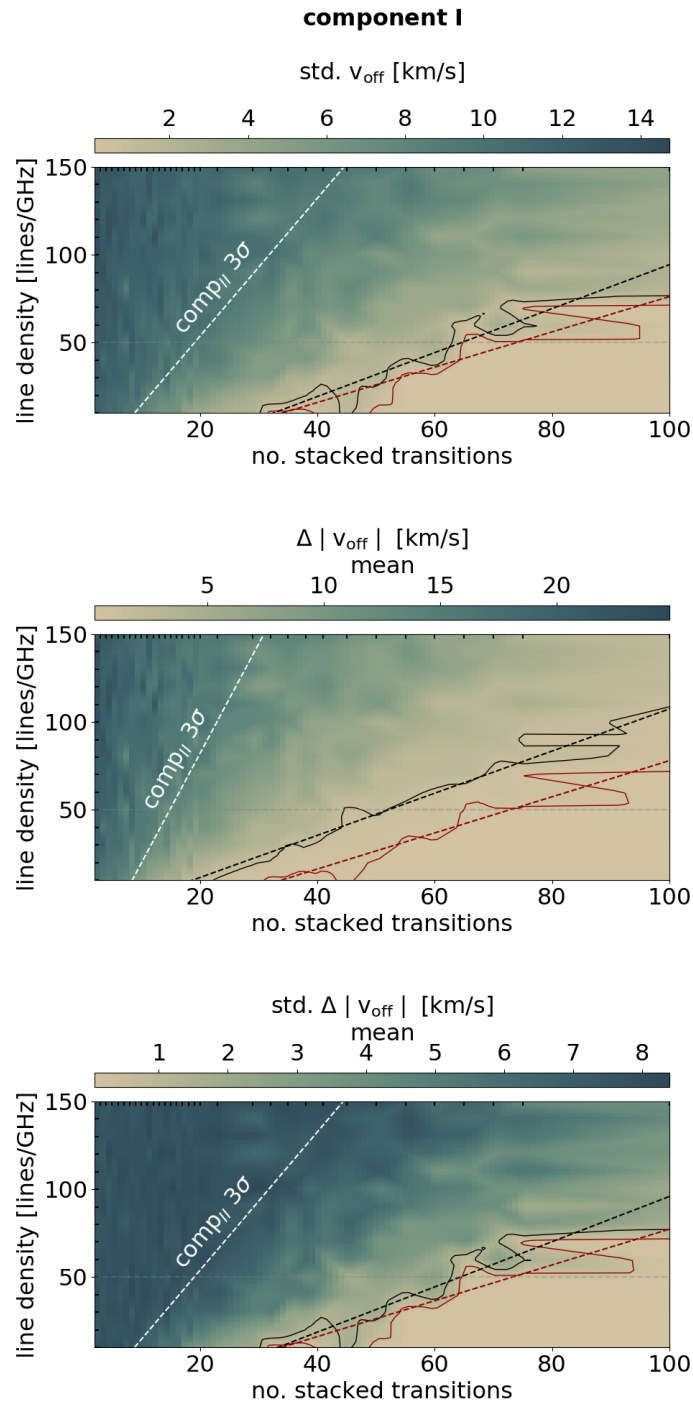 component I
std. v_off [km/s]
2 4 6 8 10 12 14
150
100
50
line density [lines/GHz]
comp_II 3σ
20 40 60 80 100
no. stacked transitions
Δ | v_off | [km/s]
mean
5 10 15 20
150
100
50
line density [lines/GHz]
comp_II 3σ
20 40 60 80 100
no. stacked transitions
std. Δ | v_off | [km/s]
mean
1 2 3 4 5 6 7 8
150
100
50
line density [lines/GHz]
comp_II 3σ
20 40 60 80 100
no. stacked transitions